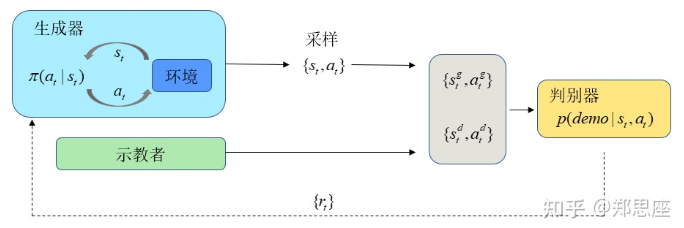 生成器
s_t
π(a_t | s_t)
环境
a_t
采样
{s_t, a_t}
{s_t^g, a_t^g}
{s_t^d, a_t^d}
判别器
p(demo | s_t, a_t)
示教者
{r_t}
知乎 @郑思座